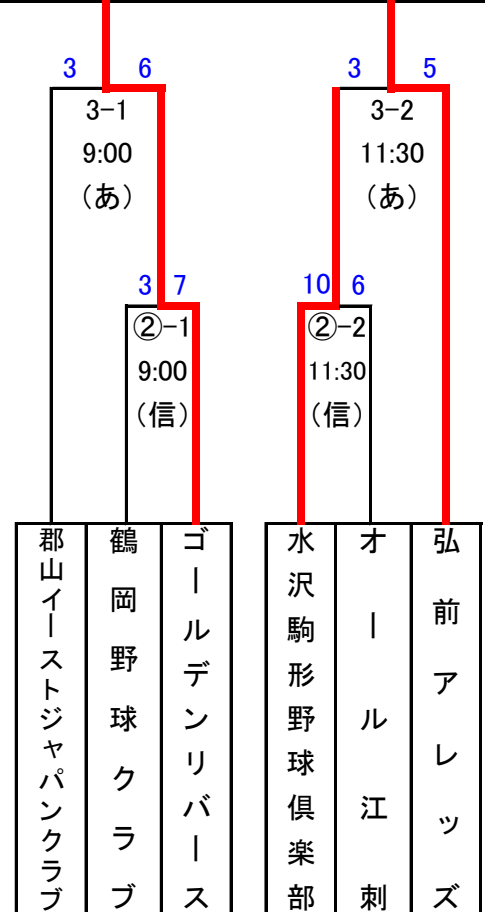 3 6
3-1
9:00
(あ)
3 5
3-2
11:30
(あ)
3 7
②-1
9:00
(信)
10 6
②-2
11:30
(信)
郡山イーストジャパンクラブ
鶴岡野球クラブ
ゴールデンリバース
水沢駒形野球倶楽部
オール江刺
弘前アレッズ